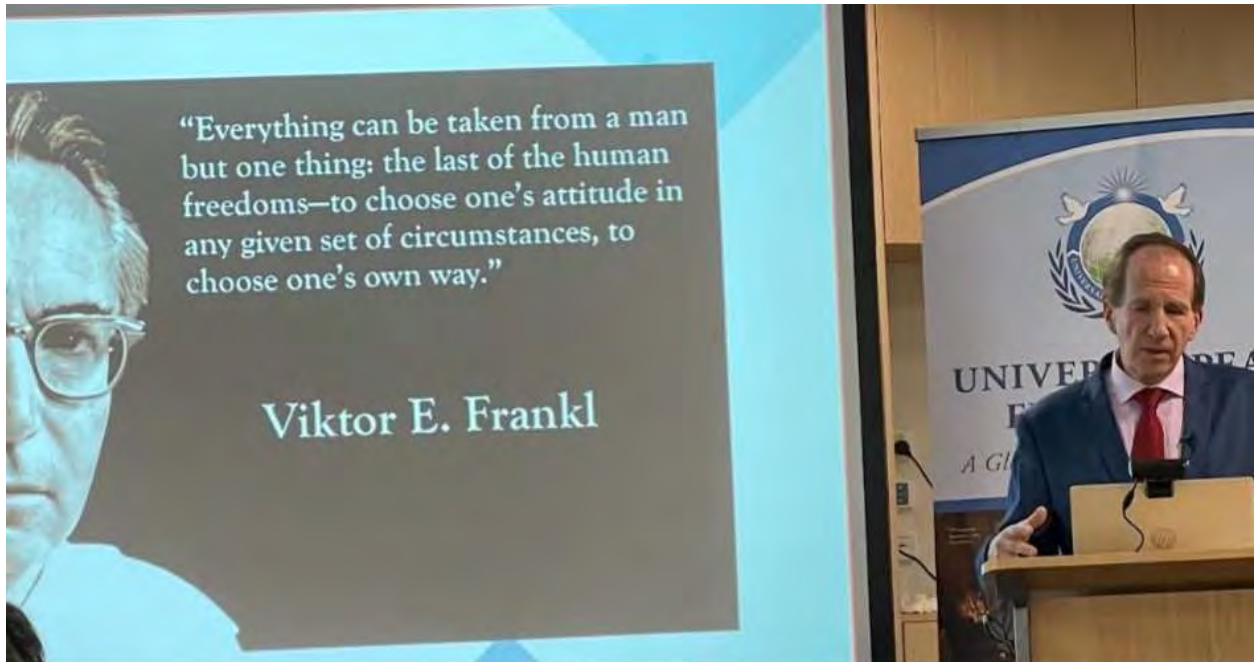 “Everything can be taken from a man
but one thing: the last of the human
freedoms—to choose one’s attitude in
any given set of circumstances, to
choose one’s own way.”
Viktor E. Frankl